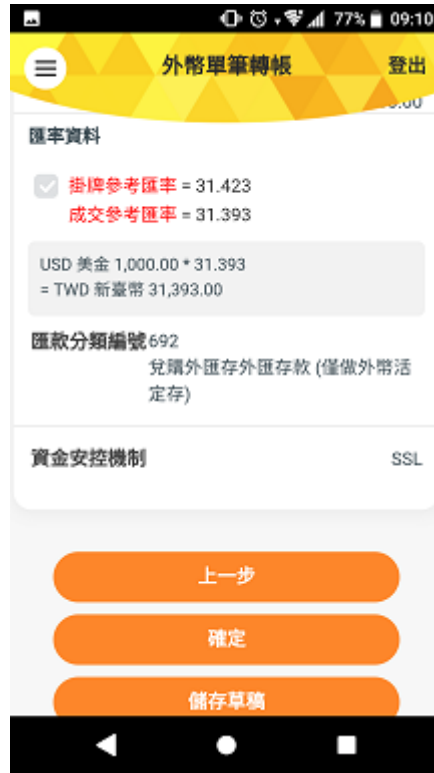 77% 09:10
外幣單筆轉帳
登出
匯率資料
掛牌參考匯率 = 31.423
成交參考匯率 = 31.393
USD 美金 1,000.00 * 31.393
= TWD 新臺幣 31,393.00
匯款分類編號 692
兌購外匯存外匯存款 (僅做外幣活
定存)
資金安控機制 SSL
上一步
確定
儲存草稿